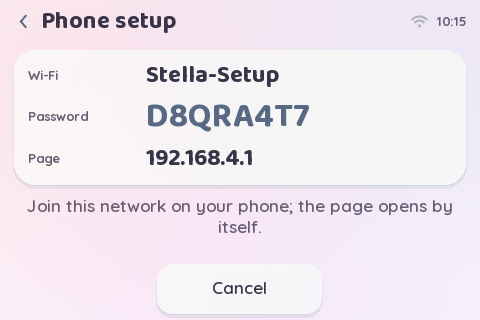 Phone setup
10:15
Wi-Fi Stella-Setup
Password D8QRA4T7
Page 192.168.4.1
Join this network on your phone; the page opens by
itself.
Cancel